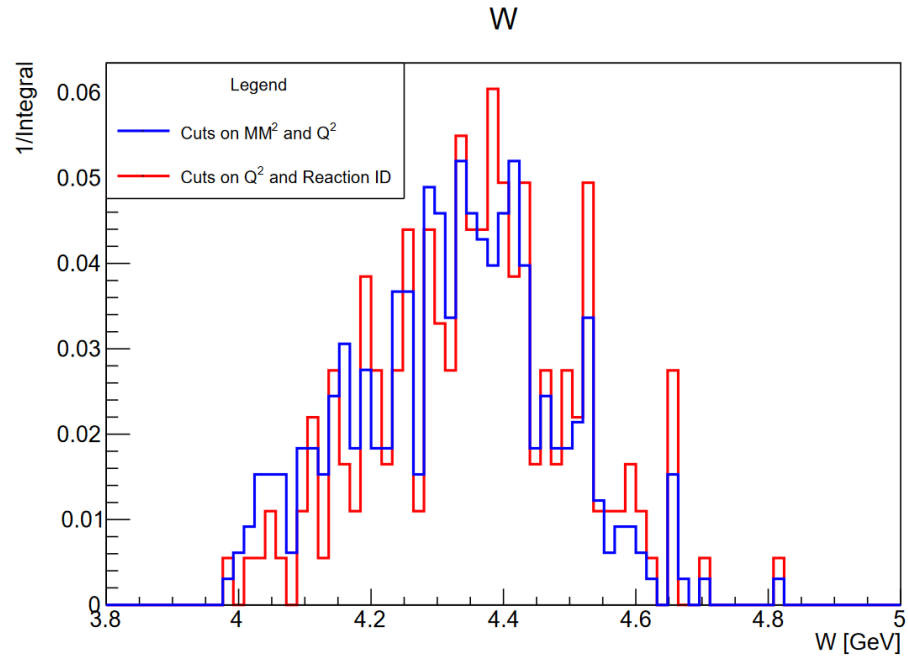 W
1/Integral
Legend
Cuts on MM² and Q²
Cuts on Q² and Reaction ID
0.06
0.05
0.04
0.03
0.02
0.01
0
3.8 4 4.2 4.4 4.6 4.8 5
W [GeV]